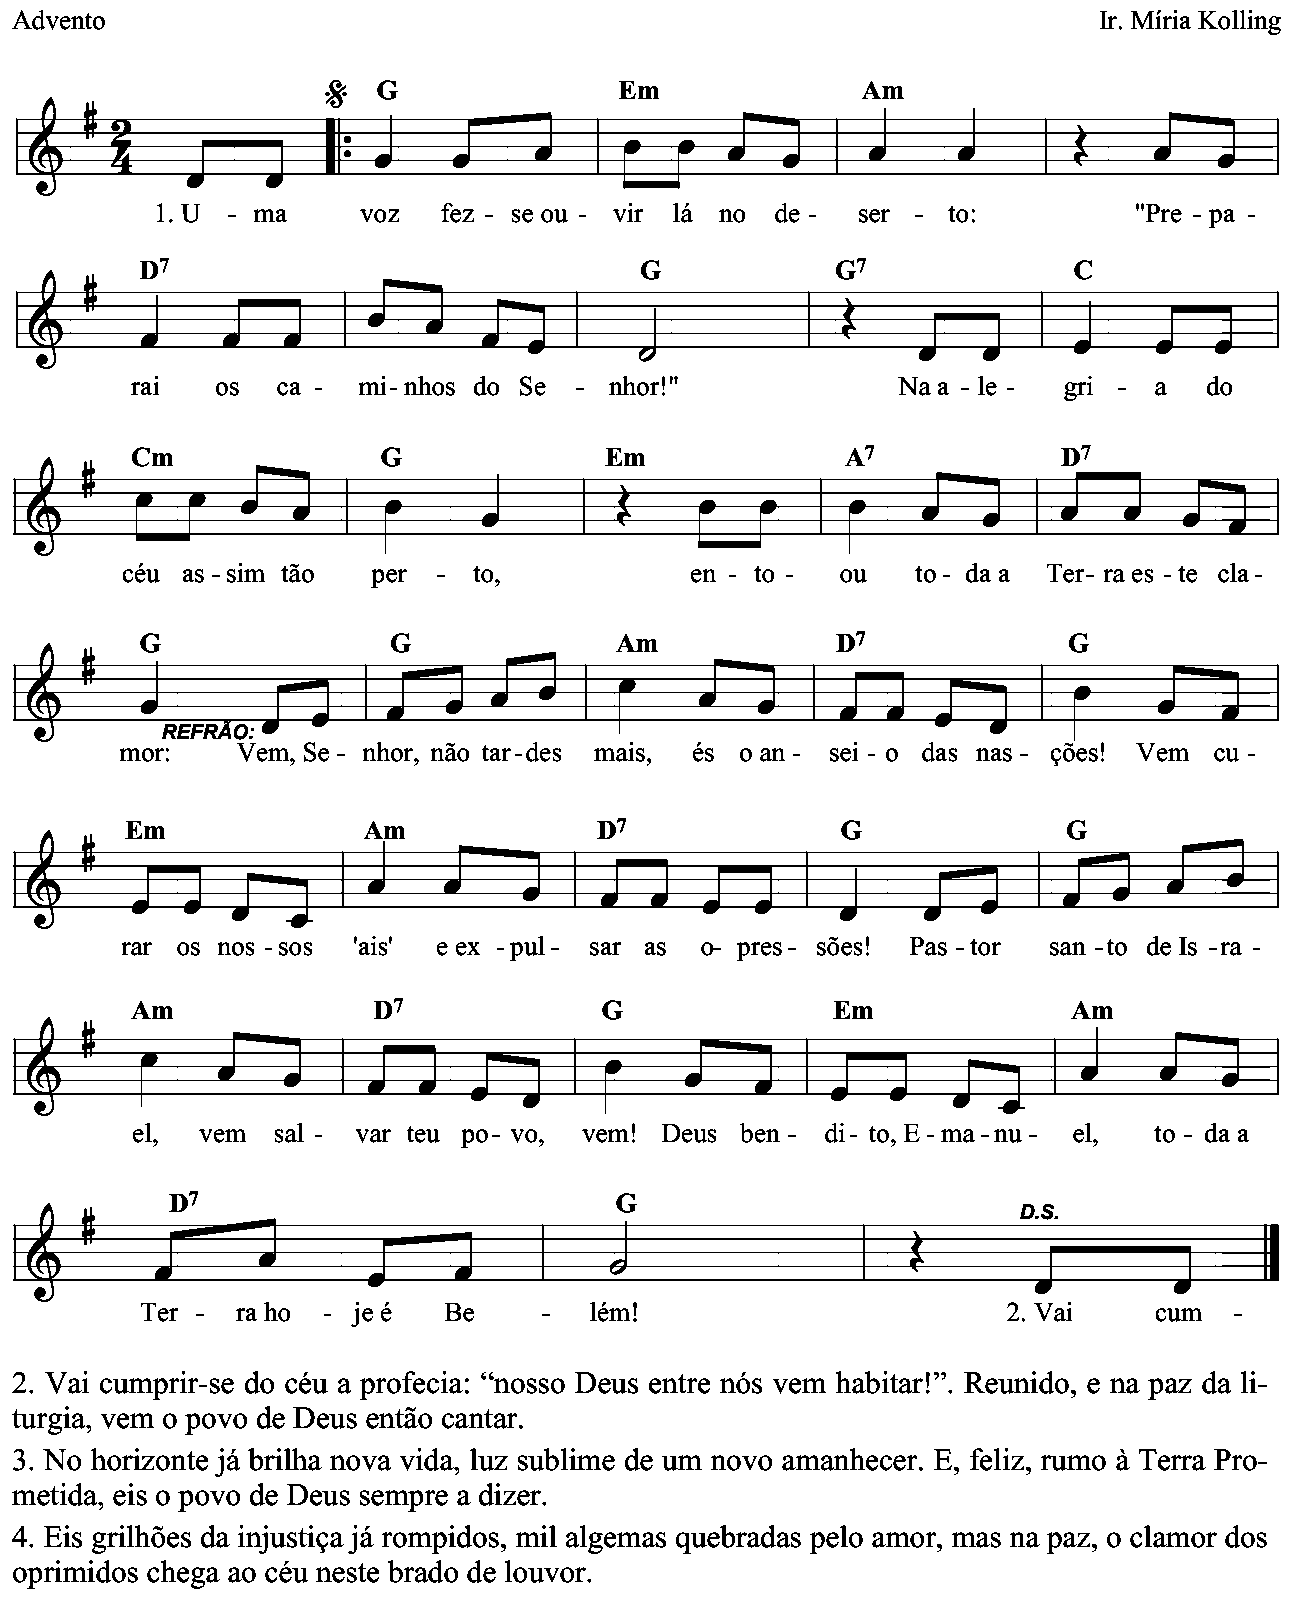 Advento Ir. Míria Kolling
G Em Am
1. U - ma voz fez - se ou - vir lá no de - ser - to: "Pre - pa -
D7 G G7 C
rai os ca - mi - nhos do Se - nhor!" Na a - le - gri - a do
Cm G Em A7 D7
céu as - sim tão per - to, en - to - ou to - da a Ter - ra es - te cla -
G G Am D7 G
REFRÃO:
mor: Vem, Se - nhor, não tar - des mais, és o an - sei - o das nas - ções! Vem cu -
Em Am D7 G G
rar os nos - sos 'ais' e ex - pul - sar as o - pres - sões! Pas - tor san - to de Is - ra -
Am D7 G Em Am
el, vem sal - var teu po - vo, vem! Deus ben - di - to, E - ma - nu - el, to - da a
D7 G D.S.
Ter - ra ho - je é Be - lém! 2. Vai cum -
2. Vai cumprir-se do céu a profecia: “nosso Deus entre nós vem habitar!”. Reunido, e na paz da li-
turgia, vem o povo de Deus então cantar.
3. No horizonte já brilha nova vida, luz sublime de um novo amanhecer. E, feliz, rumo à Terra Pro-
metida, eis o povo de Deus sempre a dizer.
4. Eis grilhões da injustiça já rompidos, mil algemas quebradas pelo amor, mas na paz, o clamor dos
oprimidos chega ao céu neste brado de louvor.